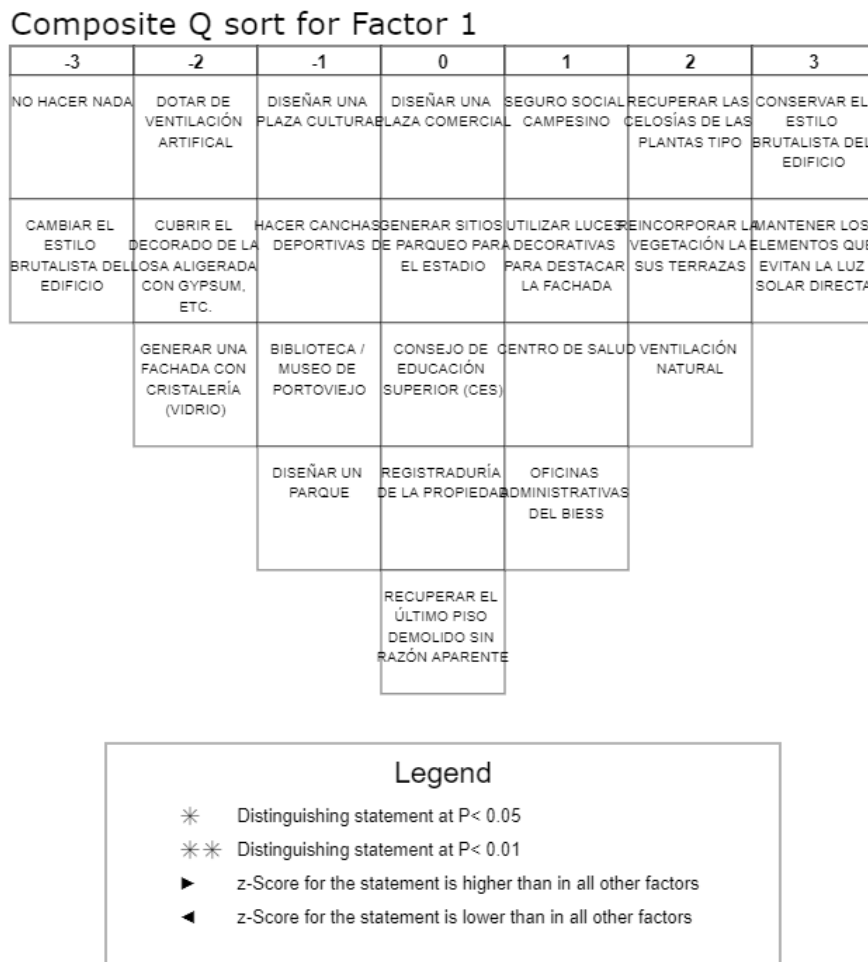 Composite Q sort for Factor 1
-3
-2
-1
0
1
2
3
NO HACER NADA
DOTAR DE
VENTILACIÓN
ARTIFICAL
DISEÑAR UNA
PLAZA CULTURAL
DISEÑAR UNA
PLAZA COMERCIAL
SEGURO SOCIAL
CAMPESINO
RECUPERAR LAS
CELOSÍAS DE LAS
PLANTAS TIPO
CONSERVAR EL
ESTILO
BRUTALISTA DEL
EDIFICIO
CAMBIAR EL
ESTILO
BRUTALISTA DEL
EDIFICIO
CUBRIR EL
DECORADO DE LA
LOSA ALIGERADA
CON GYPSUM,
ETC.
HACER CANCHAS
DEPORTIVAS
GENERAR SITIOS
DE PARQUEO PARA
EL ESTADIO
UTILIZAR LUCES
DECORATIVAS
PARA DESTACAR
LA FACHADA
REINCORPORAR LA
VEGETACIÓN LA
SUS TERRAZAS
MANTENER LOS
ELEMENTOS QUE
EVITAN LA LUZ
SOLAR DIRECTA
GENERAR UNA
FACHADA CON
CRISTALERÍA
(VIDRIO)
BIBLIOTECA /
MUSEO DE
PORTOVIEJO
CONSEJO DE
EDUCACIÓN
SUPERIOR (CES)
CENTRO DE SALUD
VENTILACIÓN
NATURAL
DISEÑAR UN
PARQUE
REGISTRADURÍA
DE LA PROPIEDAD
OFICINAS
ADMINISTRATIVAS
DEL BIESS
RECUPERAR EL
ÚLTIMO PISO
DEMOLIDO SIN
RAZÓN APARENTE
Legend
✳ Distinguishing statement at P< 0.05
✳✳ Distinguishing statement at P< 0.01
► z-Score for the statement is higher than in all other factors
◄ z-Score for the statement is lower than in all other factors